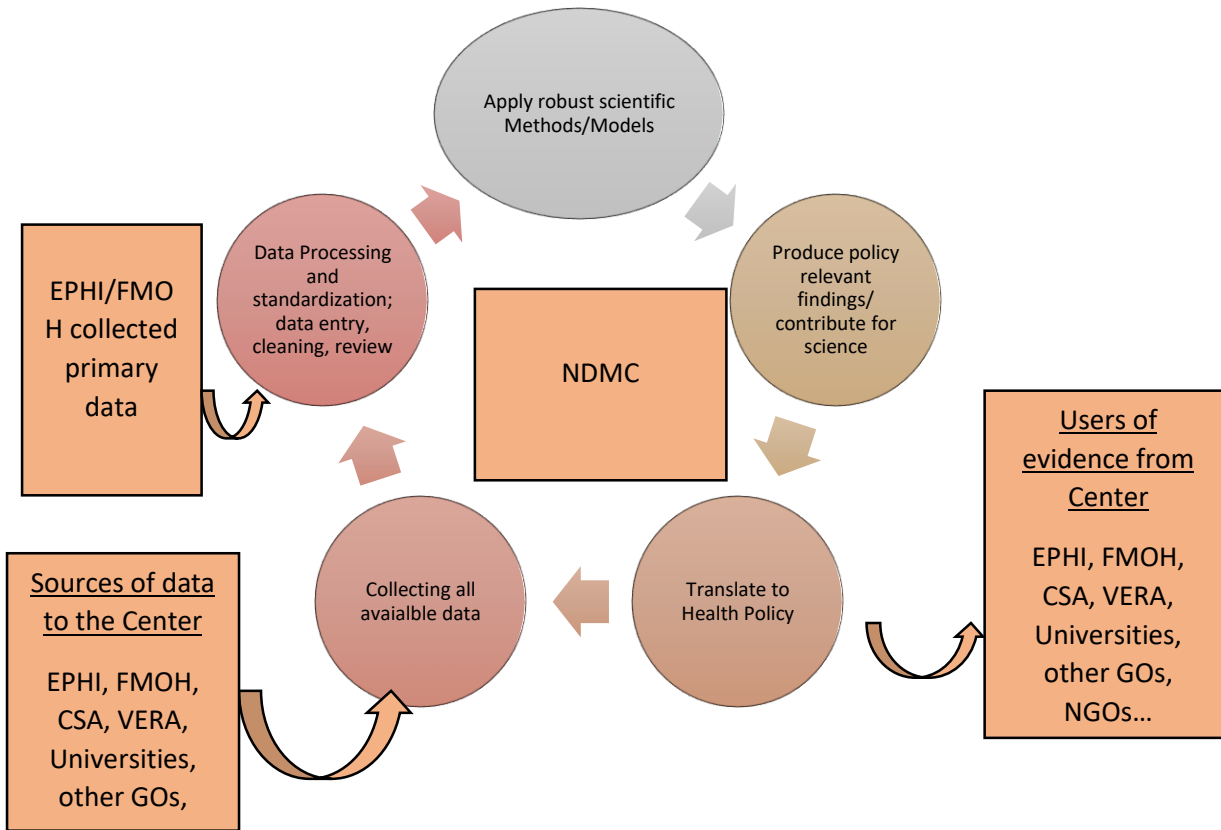 Apply robust scientific
Methods/Models
Data Processing
and
standardization;
data entry,
cleaning, review
Produce policy
relevant
findings/
contribute for
science
EPHI/FMO
H collected
primary
data
NDMC
Users of
evidence from
Center
EPHI, FMOH,
CSA, VERA,
Universities,
other GOs,
NGOs…
Collecting all
avaialble data
Translate to
Health Policy
Sources of data
to the Center
EPHI, FMOH,
CSA, VERA,
Universities,
other GOs,